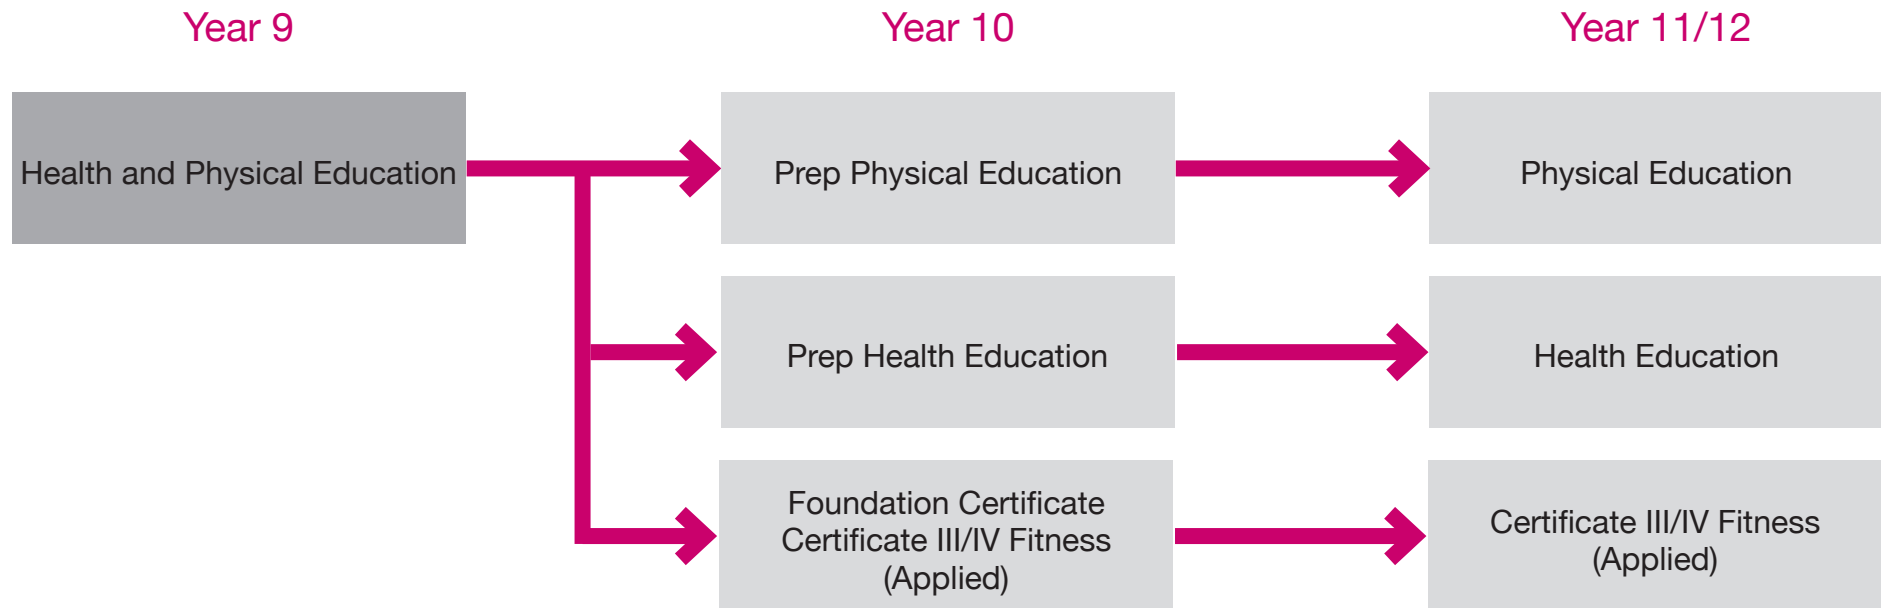 Year 9
Year 10
Year 11/12
Health and Physical Education
Prep Physical Education
Physical Education
Prep Health Education
Health Education
Foundation Certificate
Certificate III/IV Fitness
(Applied)
Certificate III/IV Fitness
(Applied)